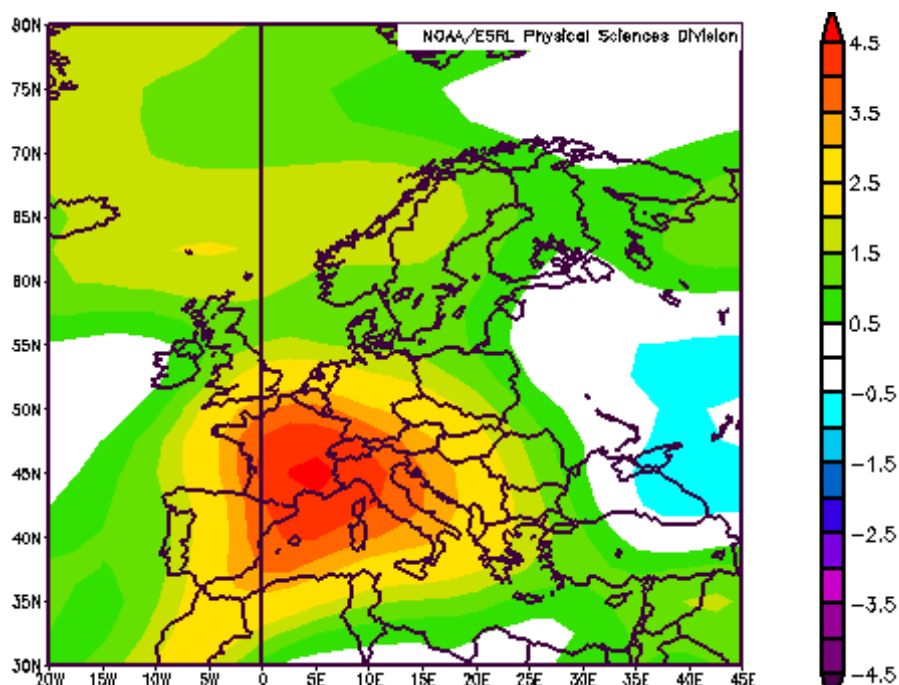 80N
NOAA/ESRL Physical Sciences Division
75N
70N
65N
60N
55N
50N
45N
40N
35N
30N
20W 15W 10W 5W 0 5E 10E 15E 20E 25E 30E 35E 40E 45E
4.5
3.5
2.5
1.5
0.5
-0.5
-1.5
-2.5
-3.5
-4.5